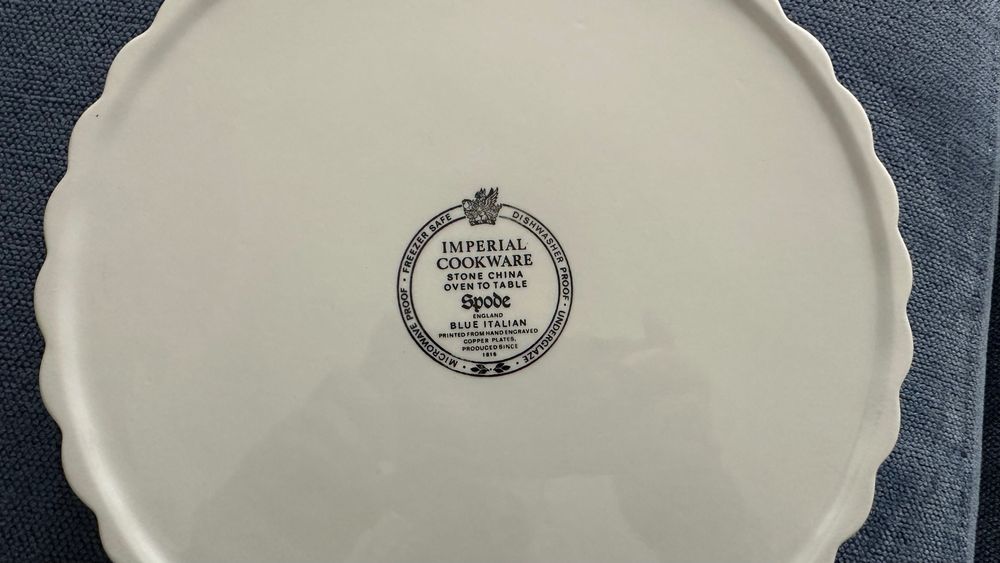 MICROWAVE PROOF · FREEZER SAFE
DISHWASHER PROOF · UNDERGLAZE
IMPERIAL
COOKWARE
STONE CHINA
OVEN TO TABLE
Spode
ENGLAND
BLUE ITALIAN
PRINTED FROM HAND ENGRAVED
COPPER PLATES,
PRODUCED SINCE
1816